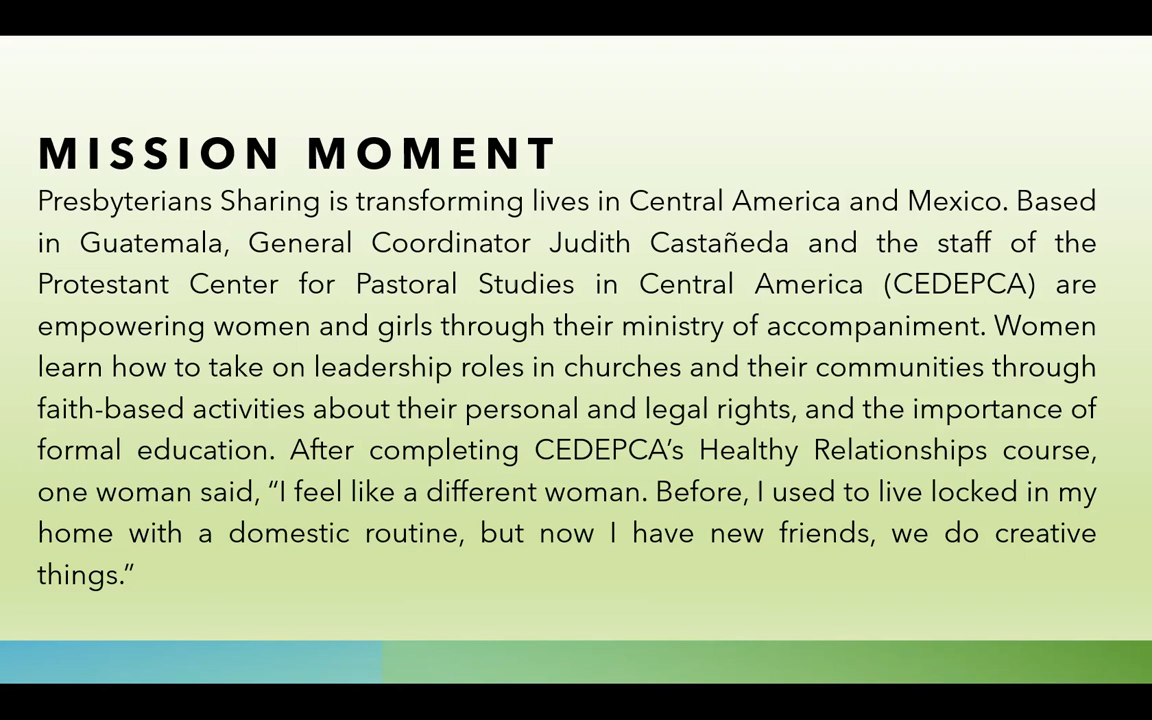 MISSION MOMENT
Presbyterians Sharing is transforming lives in Central America and Mexico. Based
in Guatemala, General Coordinator Judith Castañeda and the staff of the
Protestant Center for Pastoral Studies in Central America (CEDEPCA) are
empowering women and girls through their ministry of accompaniment. Women
learn how to take on leadership roles in churches and their communities through
faith-based activities about their personal and legal rights, and the importance of
formal education. After completing CEDEPCA’s Healthy Relationships course,
one woman said, “I feel like a different woman. Before, I used to live locked in my
home with a domestic routine, but now I have new friends, we do creative
things.”